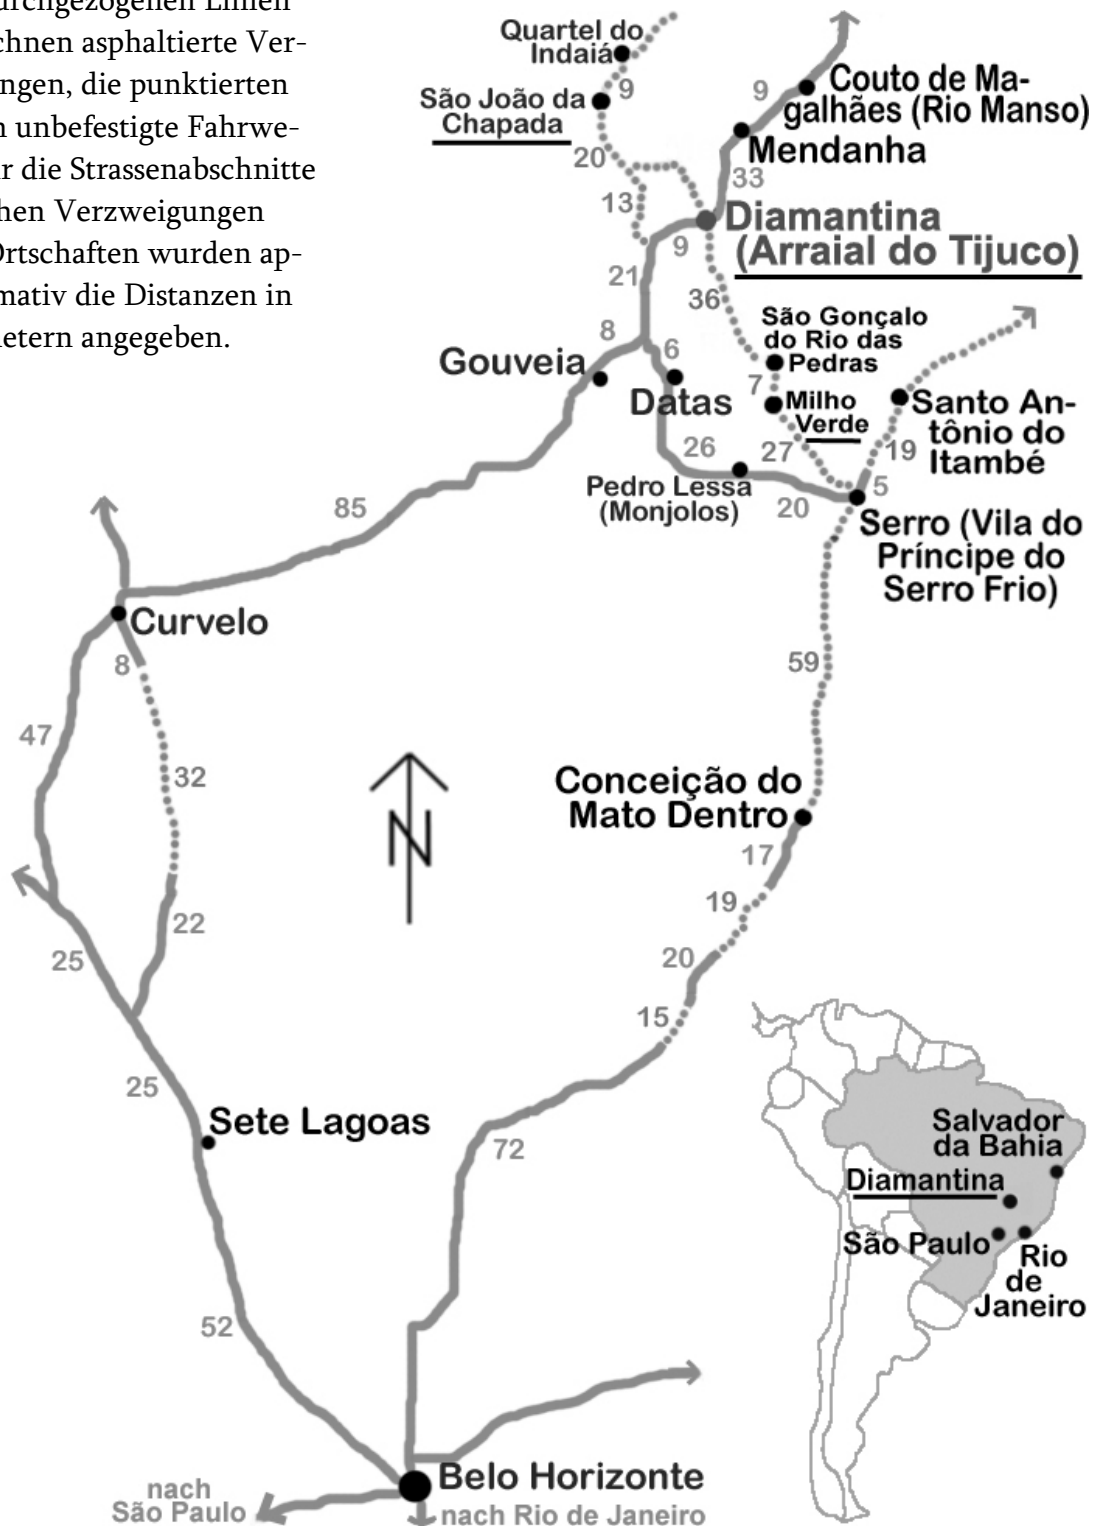 urchgezogenen Linien
chnen asphaltierte Ver-
ngen, die punktierten
n unbefestigte Fahrwe-
r die Strassenabschnitte
hen Verzweigungen
Ortschaften wurden ap-
mativ die Distanzen in
etern angegeben.
Quartel do
Indaiá
9
São João da
Chapada
20
13
9
Couto de Ma-
galhães (Rio Manso)
Mendanha
33
Diamantina
(Arraial do Tijuco)
9
21
36
8
6
Gouveia
Datas
São Gonçalo
do Rio das
Pedras
7
Milho
Verde
27
Santo An-
tônio do
Itambé
19
5
26
Pedro Lessa
(Monjolos)
20
Serro (Vila do
Príncipe do
Serro Frio)
85
Curvelo
8
47
32
22
25
25
59
N
Conceição do
Mato Dentro
17
19
20
15
72
Sete Lagoas
52
Belo Horizonte
nach
São Paulo
nach Rio de Janeiro
Salvador
da Bahia
Diamantina
São Paulo
Rio
de
Janeiro